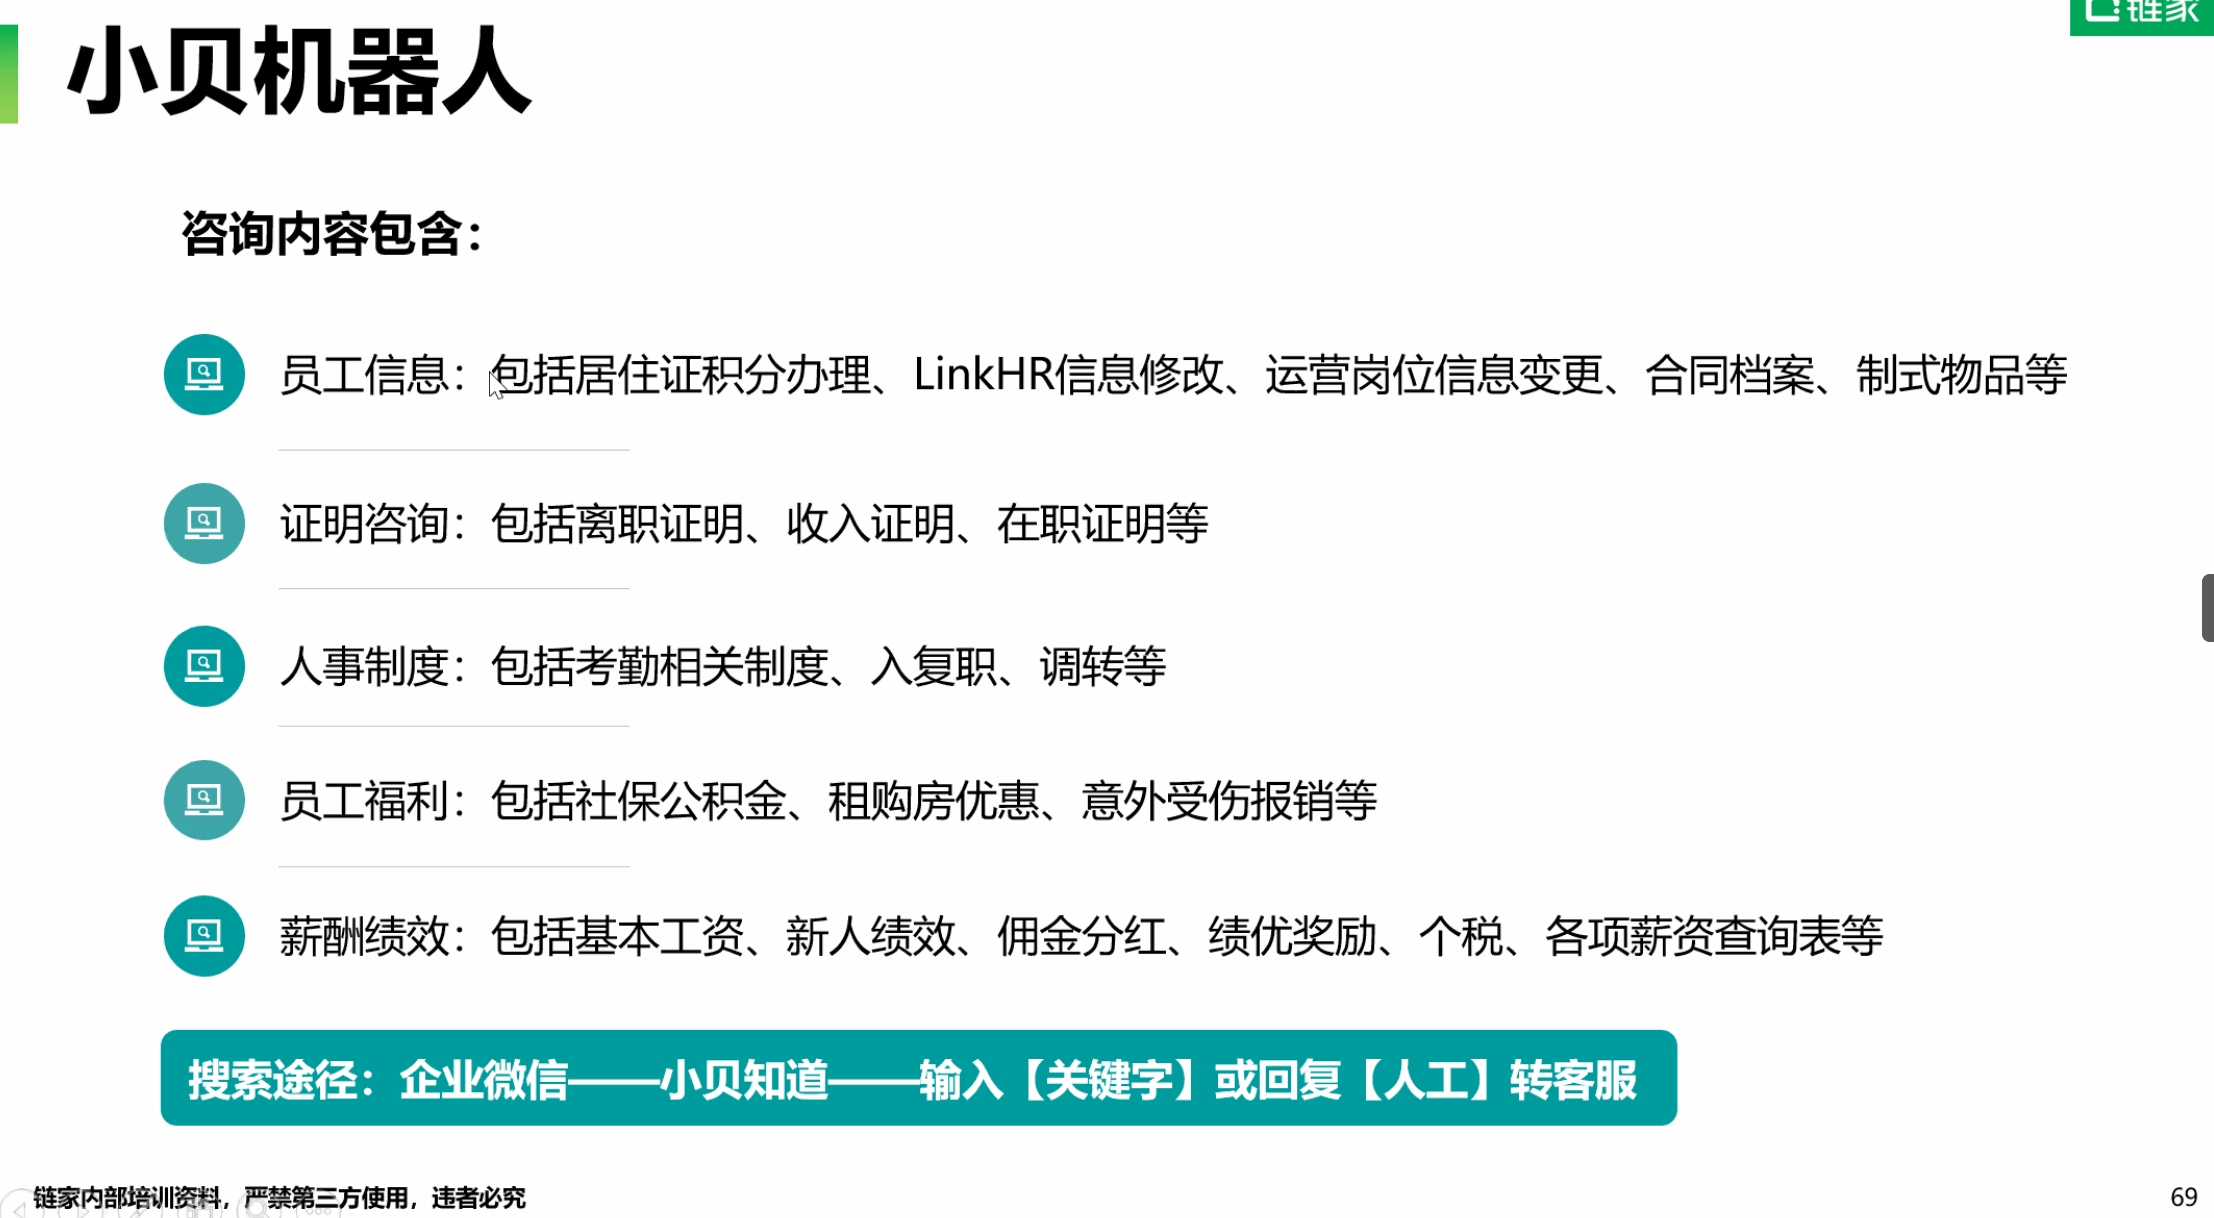 链家
小贝机器人
咨询内容包含：
员工信息：包括居住证积分办理、LinkHR信息修改、运营岗位信息变更、合同档案、制式物品等
证明咨询：包括离职证明、收入证明、在职证明等
人事制度：包括考勤相关制度、入复职、调转等
员工福利：包括社保公积金、租购房优惠、意外受伤报销等
薪酬绩效：包括基本工资、新人绩效、佣金分红、绩优奖励、个税、各项薪资查询表等
搜索途径：企业微信——小贝知道——输入【关键字】或回复【人工】转客服
链家内部培训资料，严禁第三方使用，违者必究
69